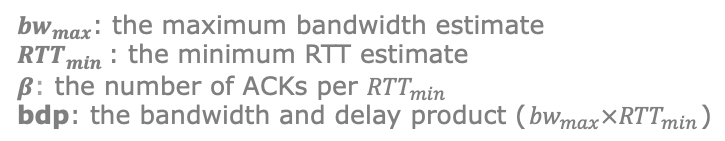 bw_max: the maximum bandwidth estimate
RTT_min : the minimum RTT estimate
β: the number of ACKs per RTT_min
bdp: the bandwidth and delay product (bw_max×RTT_min)